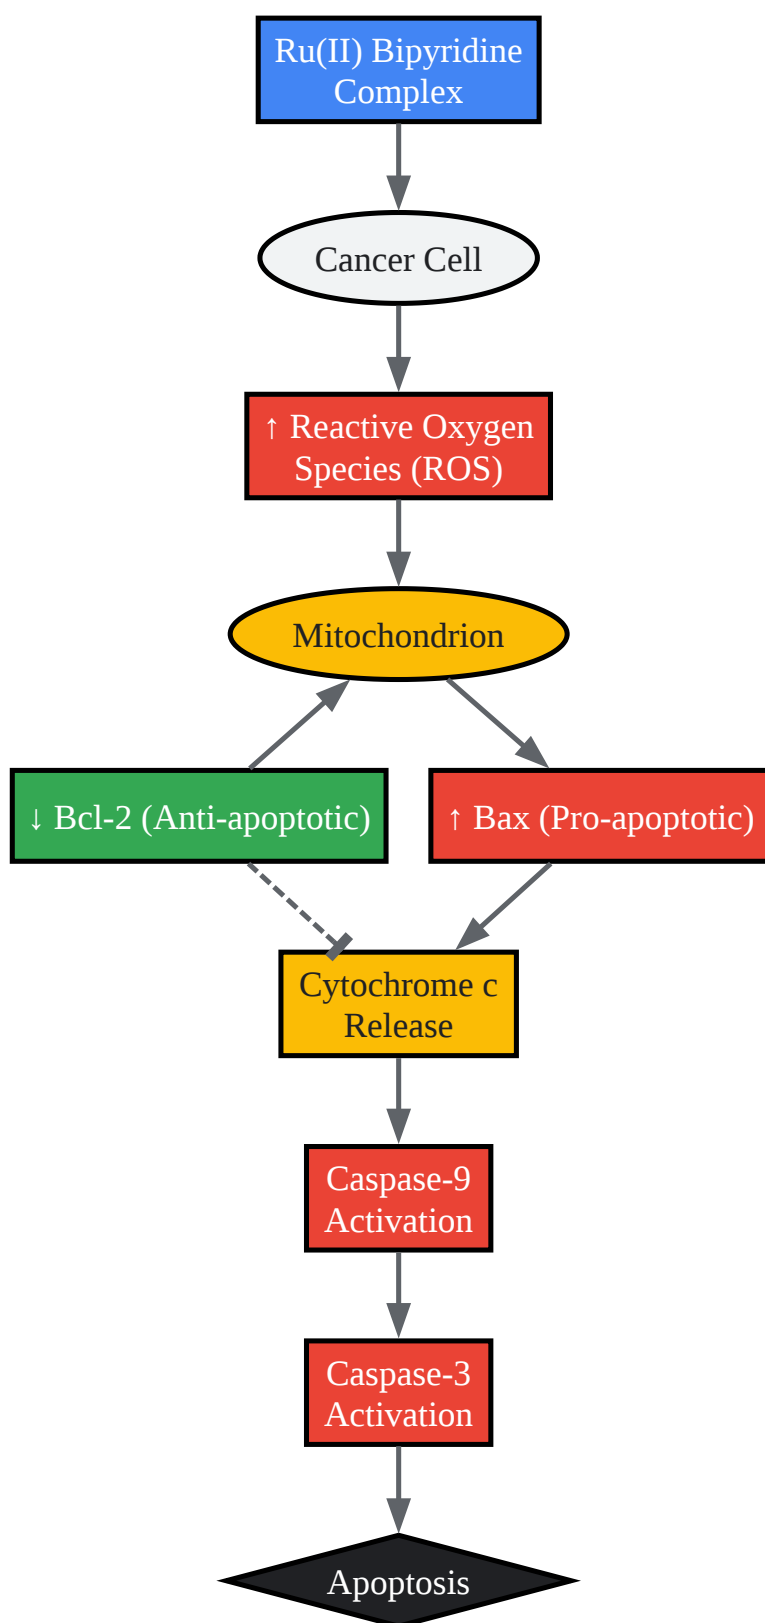 Ru(II) Bipyridine
Complex
Cancer Cell
↑ Reactive Oxygen
Species (ROS)
Mitochondrion
↓ Bcl-2 (Anti-apoptotic)
↑ Bax (Pro-apoptotic)
Cytochrome c
Release
Caspase-9
Activation
Caspase-3
Activation
Apoptosis